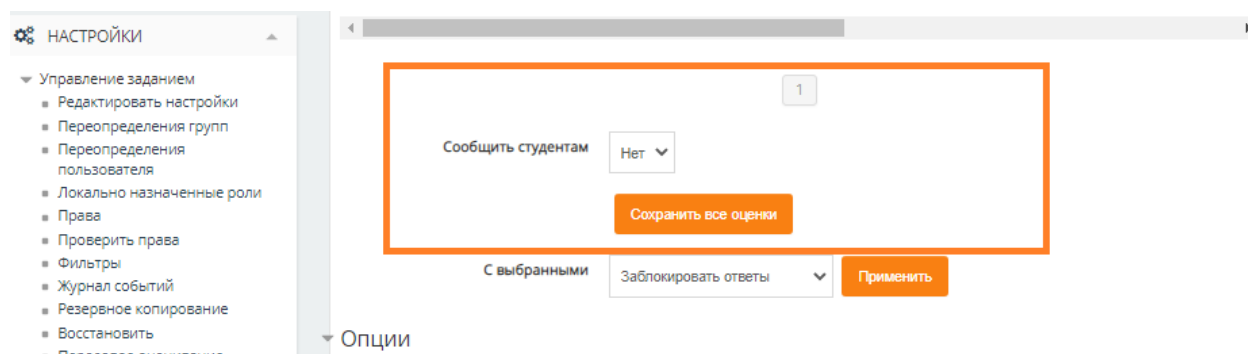 НАСТРОЙКИ
Управление заданием
Редактировать настройки
Переопределения групп
Переопределения
пользователя
Локально назначенные роли
Права
Проверить права
Фильтры
Журнал событий
Резервное копирование
Восстановить
1
Сообщить студентам Нет
Сохранить все оценки
С выбранными Заблокировать ответы Применить
Опции